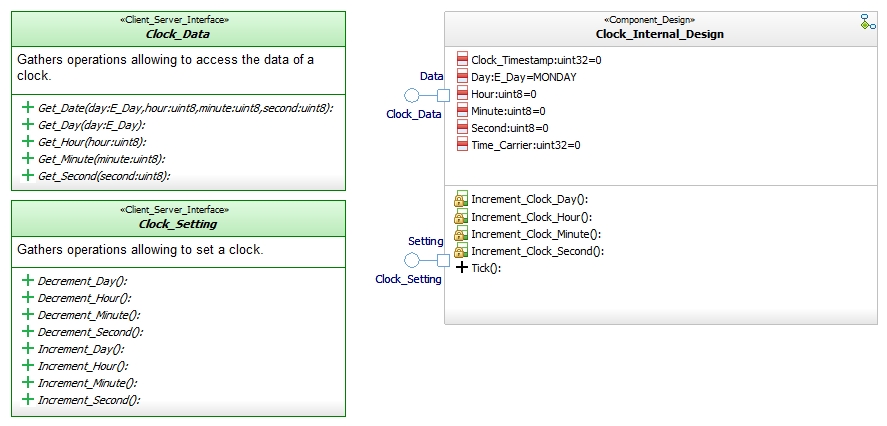 «Client_Server_Interface»
Clock_Data
Gathers operations allowing to access the data of a
clock.
Get_Date(day:E_Day,hour:uint8,minute:uint8,second:uint8):
Get_Day(day:E_Day):
Get_Hour(hour:uint8):
Get_Minute(minute:uint8):
Get_Second(second:uint8):
«Client_Server_Interface»
Clock_Setting
Gathers operations allowing to set a clock.
Decrement_Day():
Decrement_Hour():
Decrement_Minute():
Decrement_Second():
Increment_Day():
Increment_Hour():
Increment_Minute():
Increment_Second():
Data
Clock_Data
Setting
Clock_Setting
«Component_Design»
Clock_Internal_Design
Clock_Timestamp:uint32=0
Day:E_Day=MONDAY
Hour:uint8=0
Minute:uint8=0
Second:uint8=0
Time_Carrier:uint32=0
Increment_Clock_Day():
Increment_Clock_Hour():
Increment_Clock_Minute():
Increment_Clock_Second():
Tick():